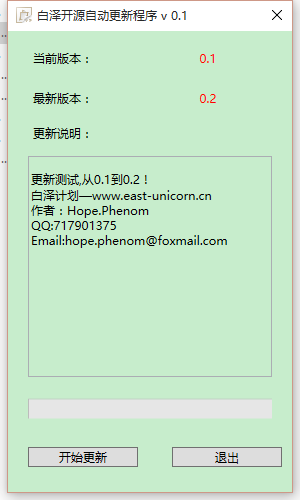 白泽开源自动更新程序 v 0.1
当前版本： 0.1
最新版本： 0.2
更新说明：
更新测试,从0.1到0.2！
白泽计划—www.east-unicorn.cn
作者：Hope.Phenom
QQ:717901375
Email:hope.phenom@foxmail.com
开始更新 退出